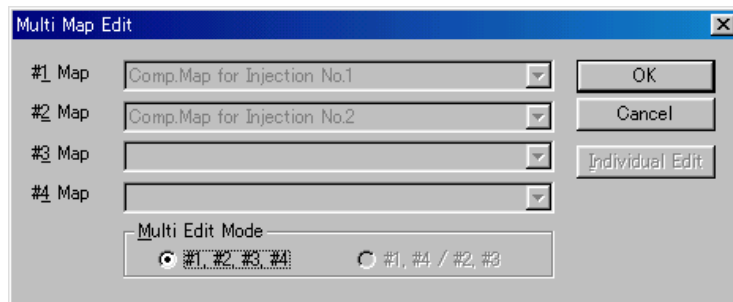 Multi Map Edit
#1 Map Comp.Map for Injection No.1 OK
#2 Map Comp.Map for Injection No.2 Cancel
#3 Map Individual Edit
#4 Map
Multi Edit Mode
#1, #2, #3, #4 #1, #4 / #2, #3